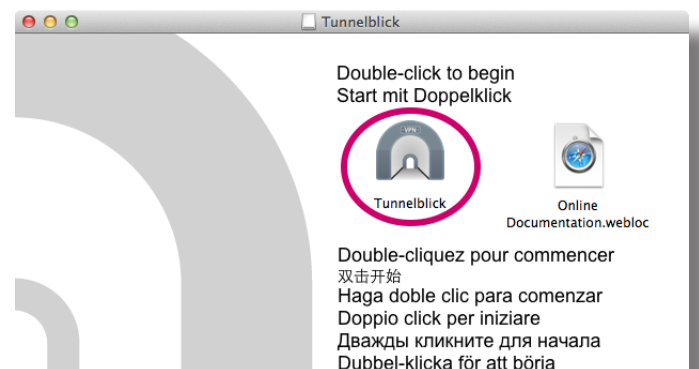 Tunnelblick
Double-click to begin
Start mit Doppelklick
VPN
Tunnelblick
Online
Documentation.webloc
Double-cliquez pour commencer
双击开始
Haga doble clic para comenzar
Doppio click per iniziare
Дважды кликните для начала
Dubbel-klicka för att börja